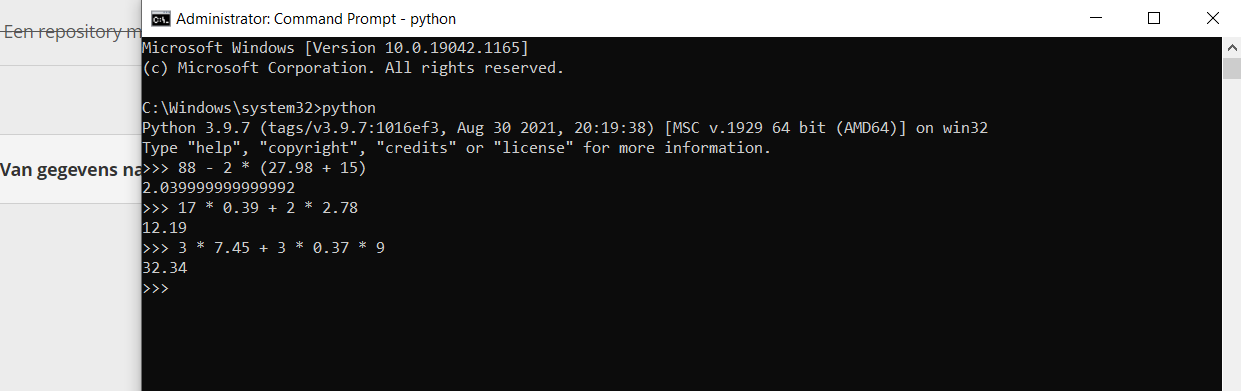 Een repository m
Van gegevens na
Administrator: Command Prompt - python
Microsoft Windows [Version 10.0.19042.1165]
(c) Microsoft Corporation. All rights reserved.
C:\Windows\system32>python
Python 3.9.7 (tags/v3.9.7:1016ef3, Aug 30 2021, 20:19:38) [MSC v.1929 64 bit (AMD64)] on win32
Type "help", "copyright", "credits" or "license" for more information.
>>> 88 - 2 * (27.98 + 15)
2.039999999999992
>>> 17 * 0.39 + 2 * 2.78
12.19
>>> 3 * 7.45 + 3 * 0.37 * 9
32.34
>>>